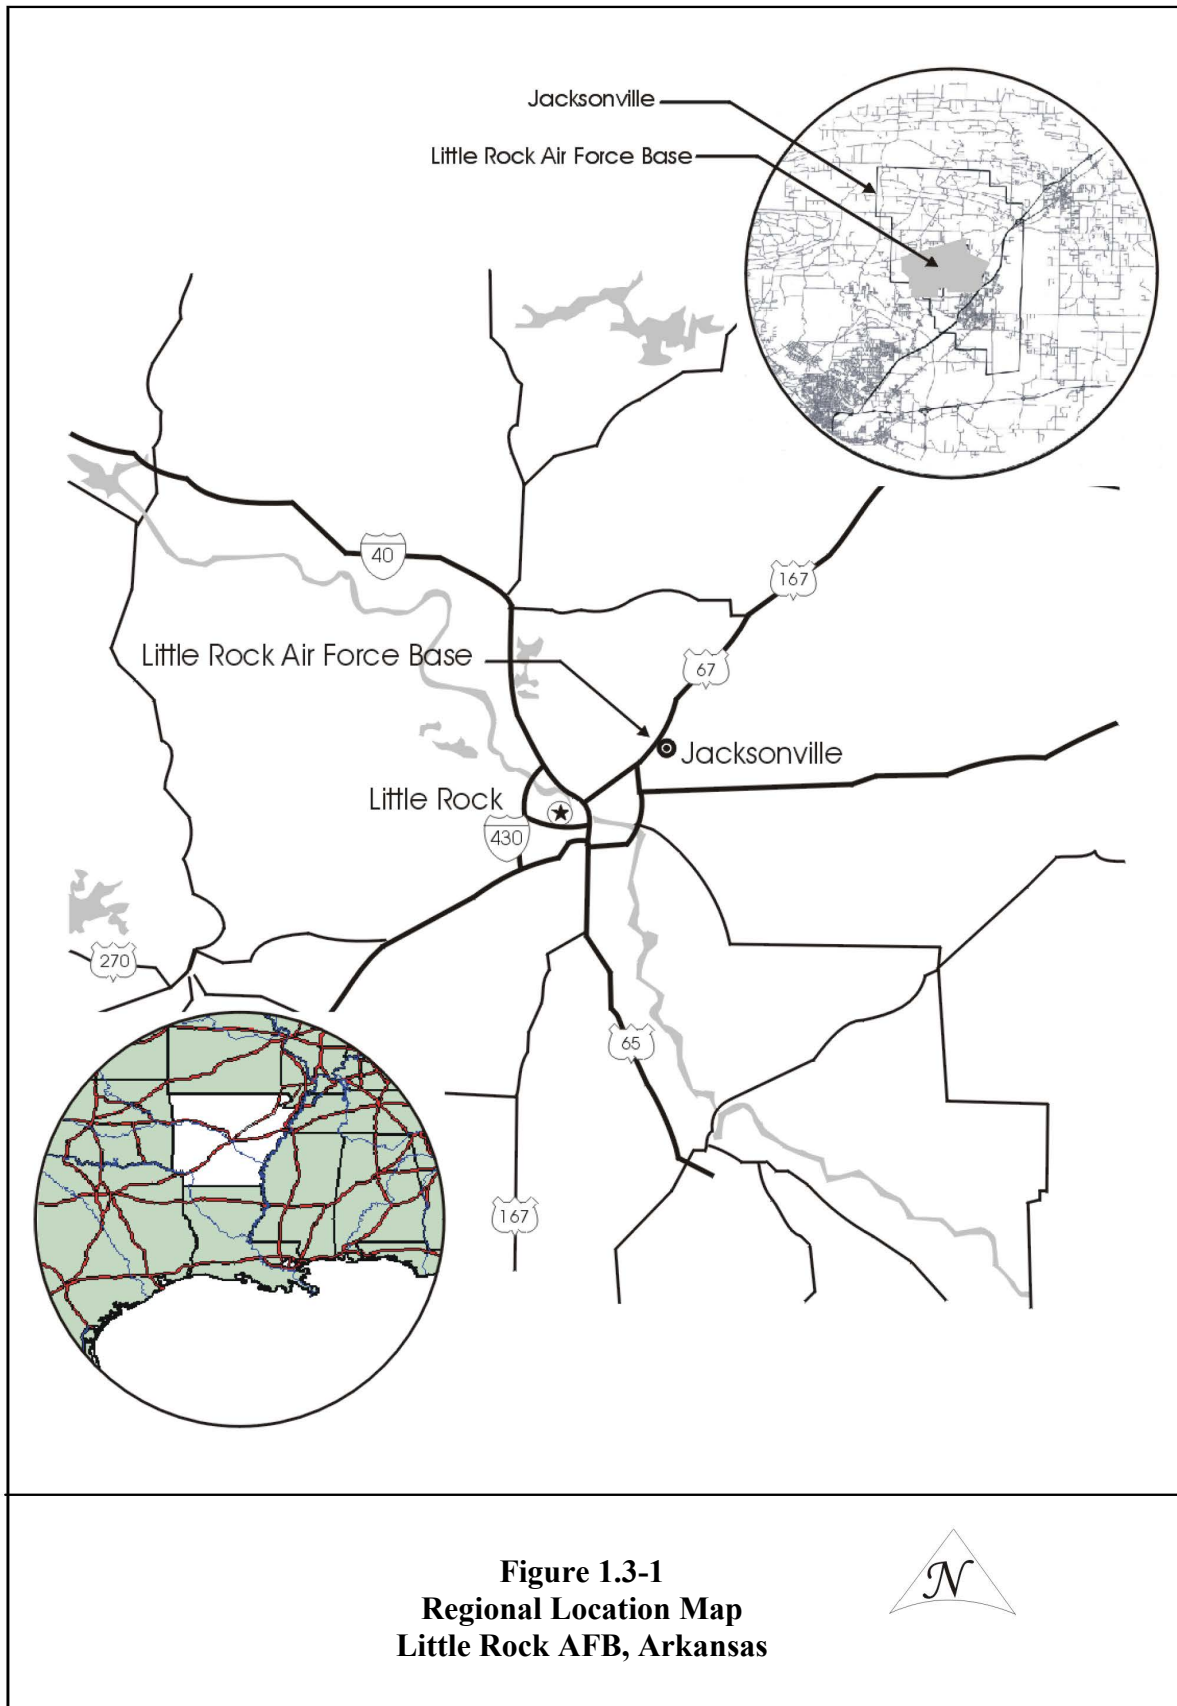 Jacksonville
Little Rock Air Force Base
40
167
Little Rock Air Force Base
67
Jacksonville
Little Rock
430
270
65
167
Figure 1.3-1
Regional Location Map
Little Rock AFB, Arkansas
N